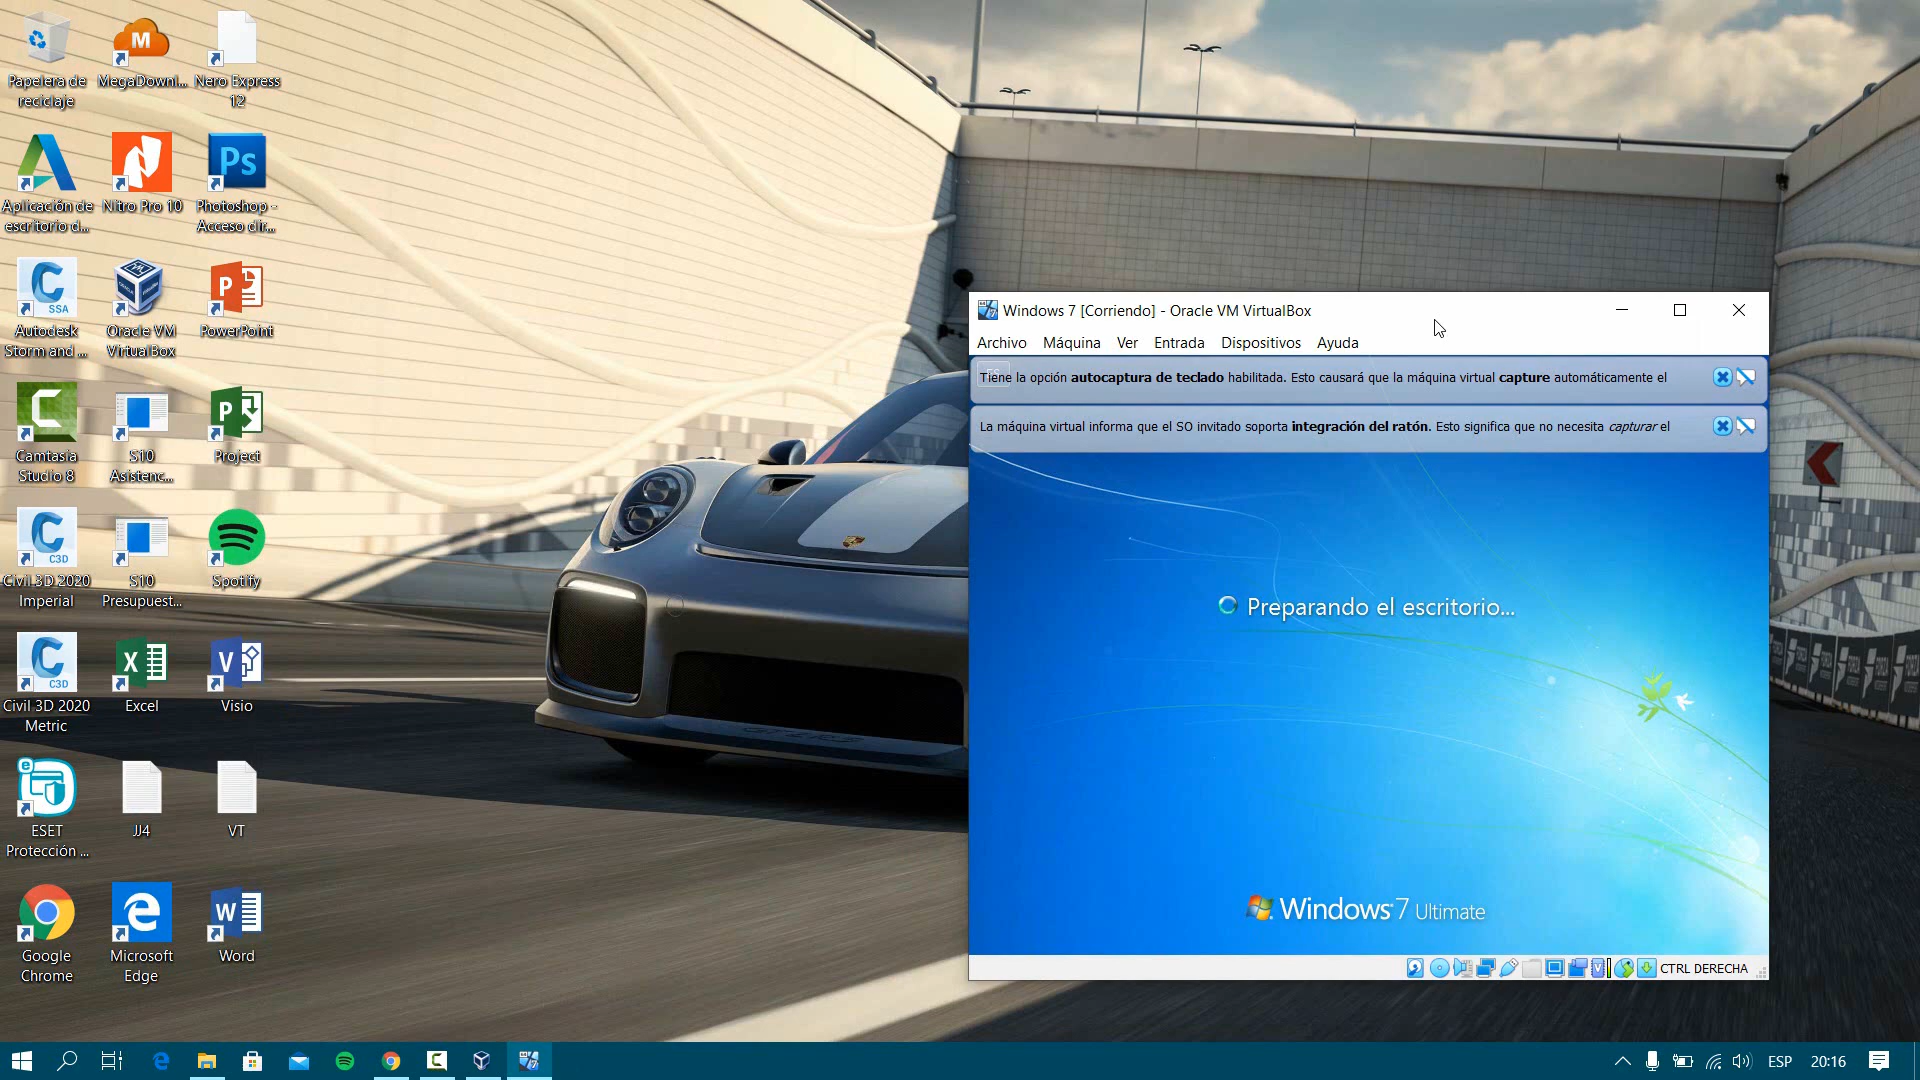 Papelera de
reciclaje
MegaDownl...
Nero Express
12
Aplicación de
escritorio d...
Nitro Pro 10
Ps
Photoshop -
Acceso dir...
SSA
Autodesk
Storm and ...
Oracle VM
VirtualBox
PowerPoint
Camtasia
Studio 8
S10
Asistenc...
Project
C3D
Civil 3D 2020
Imperial
S10
Presupuest...
Spotify
C3D
Civil 3D 2020
Metric
Excel
Visio
ESET
Protección ...
JJ4
VT
Google
Chrome
Microsoft
Edge
Word
Windows 7 [Corriendo] - Oracle VM VirtualBox
Archivo Máquina Ver Entrada Dispositivos Ayuda
Tiene la opción autocaptura de teclado habilitada. Esto causará que la máquina virtual capture automáticamente el
La máquina virtual informa que el SO invitado soporta integración del ratón. Esto significa que no necesita capturar el
Preparando el escritorio...
Windows 7 Ultimate
CTRL DERECHA
ESP 20:16